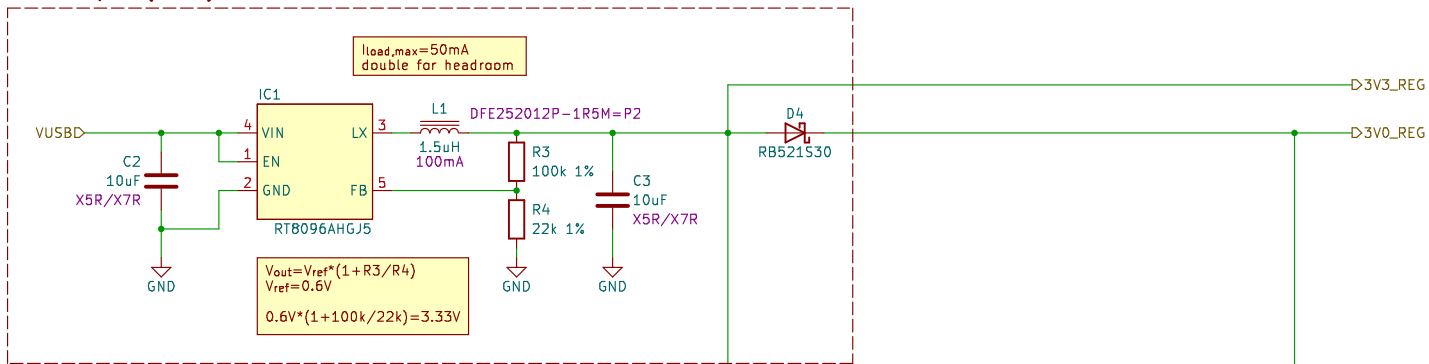 Iload,max=50mA
double for headroom
IC1
VUSB
4
VIN
LX
3
1
EN
2
GND
FB
5
RT8096AHGJ5
C2
10uF
X5R/X7R
GND
L1
DFE252012P-1R5M=P2
1.5uH
100mA
R3
100k 1%
R4
22k 1%
GND
C3
10uF
X5R/X7R
GND
D4
RB521S30
3V3_REG
3V0_REG
Vout=Vref*(1+R3/R4)
Vref=0.6V
0.6V*(1+100k/22k)=3.33V